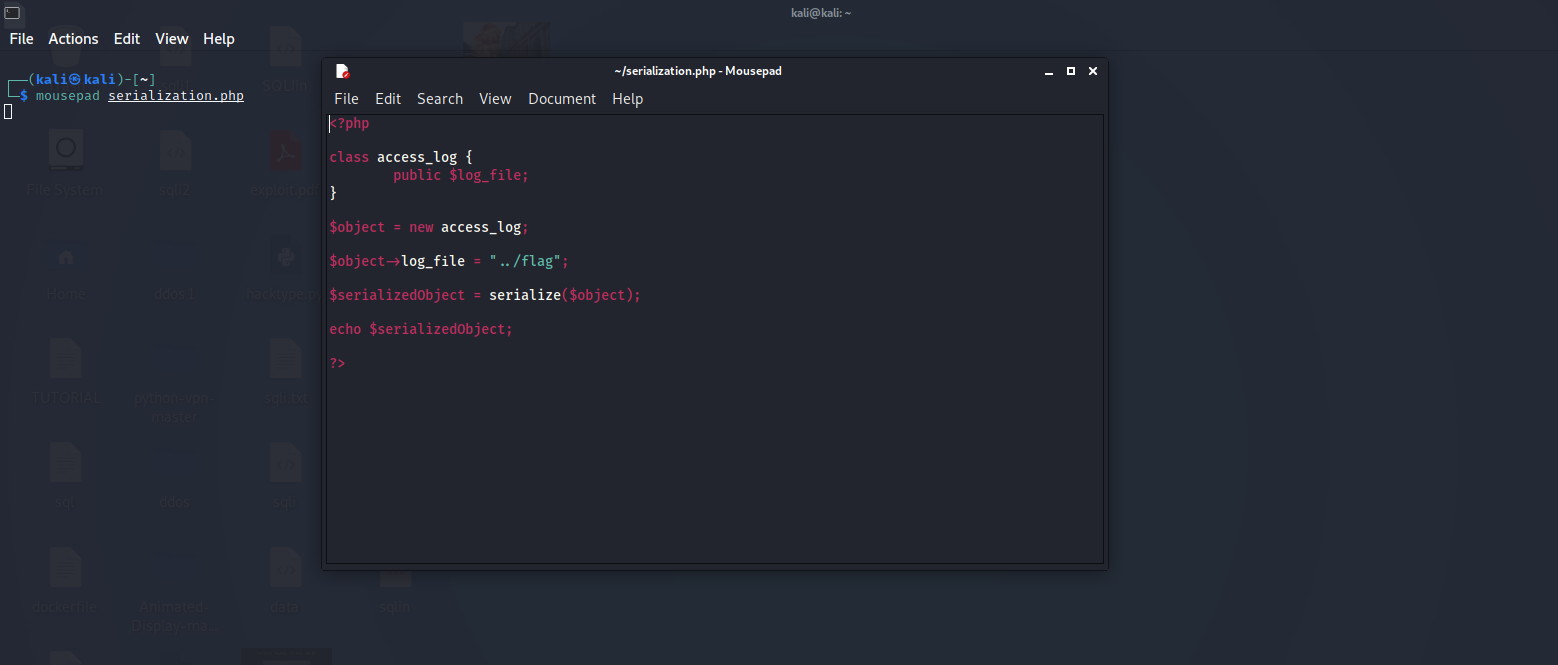 kali@kali: ~
File Actions Edit View Help
(kali㉿kali)-[~]
$ mousepad serialization.php
~/serialization.php - Mousepad
File Edit Search View Document Help
<?php
class access_log {
public $log_file;
}
$object = new access_log;
$object->log_file = "../flag";
$serializedObject = serialize($object);
echo $serializedObject;
?>
SQLIm
File System
sqli2
exploit.pdf
Home
ddos1
TUTORIAL
python-vpn-
master
sqli.txt
sql
ddos
sqli
dockerfile
Animated-
Display-ma...
data
sqlin